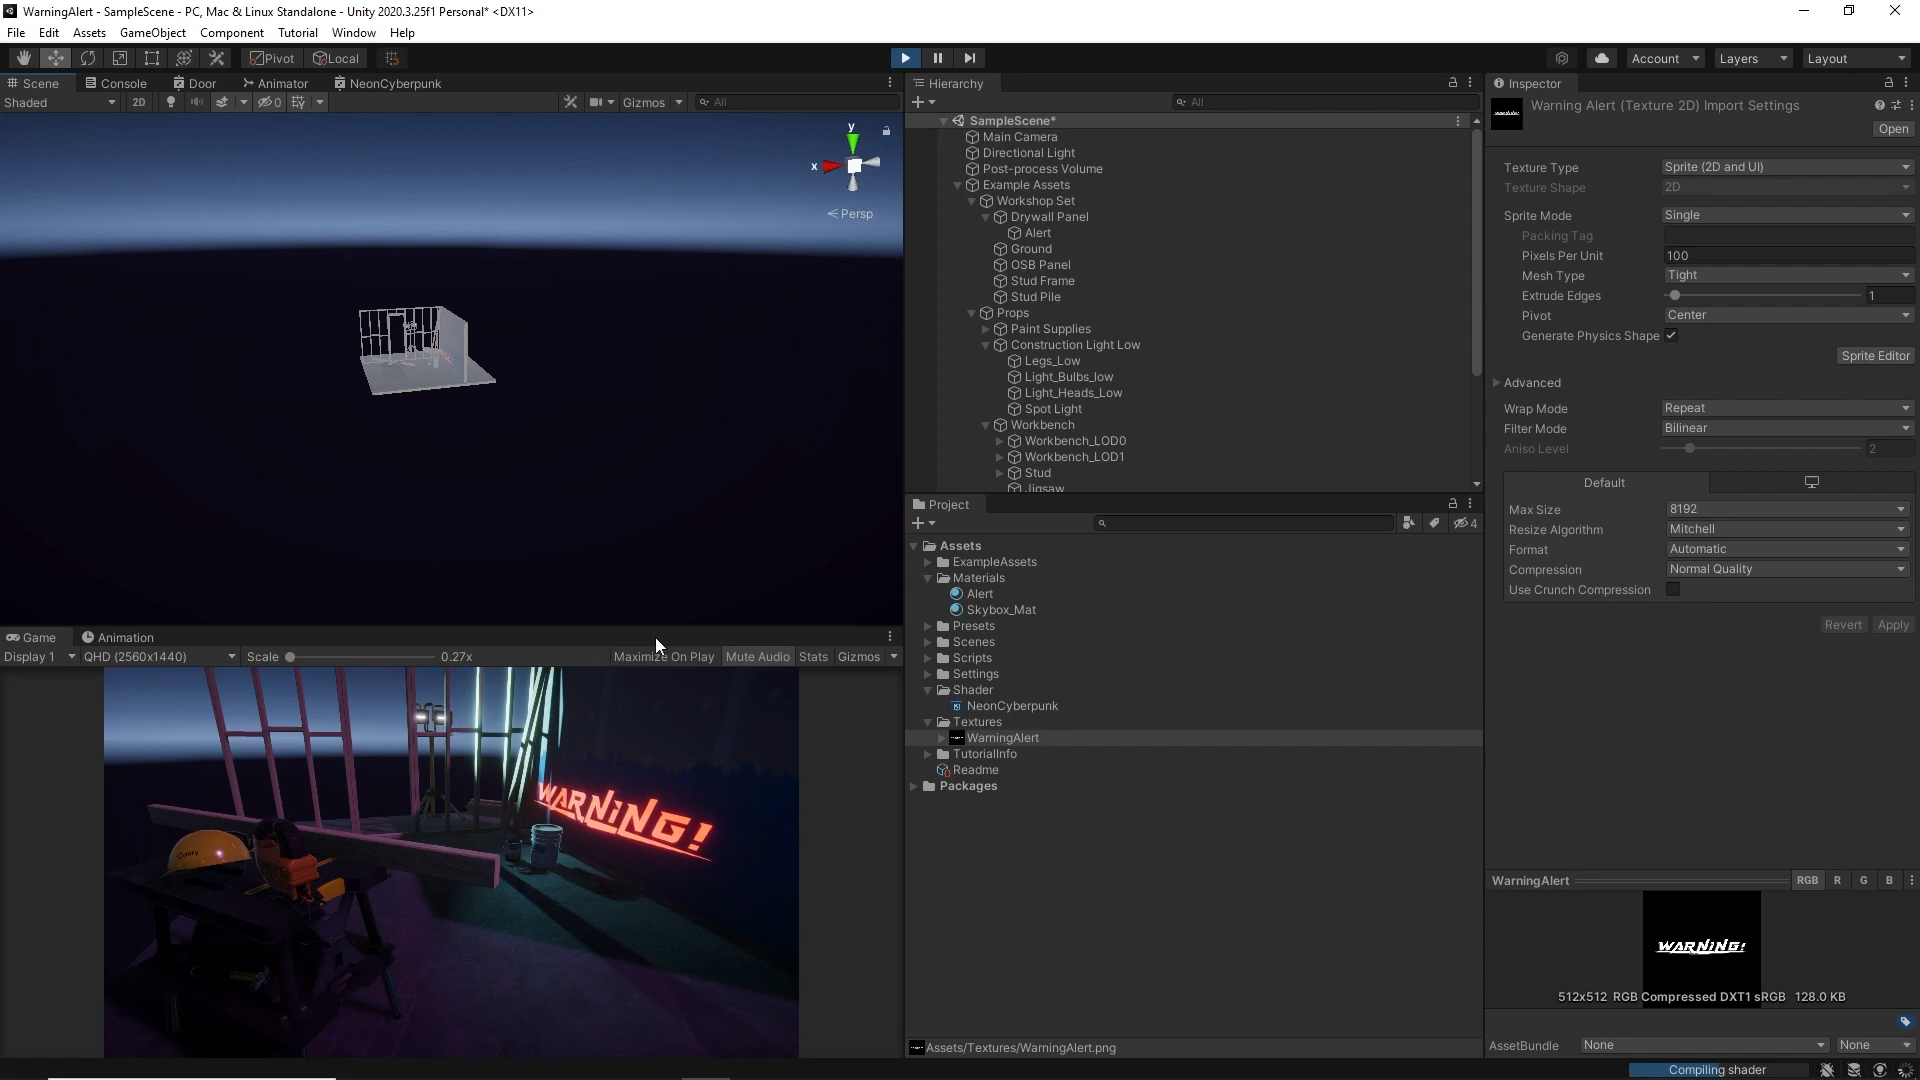 WarningAlert - SampleScene - PC, Mac & Linux Standalone - Unity 2020.3.25f1 Personal* <DX11>
File Edit Assets GameObject Component Tutorial Window Help
Pivot Local Account Layers Layout
Scene Console Door Animator NeonCyberpunk
Shaded 2D 0 Gizmos All
y
x
Persp
Game Animation
Display 1 QHD (2560x1440) Scale 0.27x Maximize On Play Mute Audio Stats Gizmos
unity
WARNING!
Hierarchy
All
SampleScene*
Main Camera
Directional Light
Post-process Volume
Example Assets
Workshop Set
Drywall Panel
Alert
Ground
OSB Panel
Stud Frame
Stud Pile
Props
Paint Supplies
Construction Light Low
Legs_Low
Light_Bulbs_low
Light_Heads_Low
Spot Light
Workbench
Workbench_LOD0
Workbench_LOD1
Stud
Jigsaw
Project
4
Assets
ExampleAssets
Materials
Alert
Skybox_Mat
Presets
Scenes
Scripts
Settings
Shader
NeonCyberpunk
Textures
WarningAlert
TutorialInfo
Readme
Packages
Assets/Textures/WarningAlert.png
Inspector
Warning Alert (Texture 2D) Import Settings
Open
Texture Type Sprite (2D and UI)
Texture Shape 2D
Sprite Mode Single
Packing Tag
Pixels Per Unit 100
Mesh Type Tight
Extrude Edges 1
Pivot Center
Generate Physics Shape
Sprite Editor
Advanced
Wrap Mode Repeat
Filter Mode Bilinear
Aniso Level 2
Default
Max Size 8192
Resize Algorithm Mitchell
Format Automatic
Compression Normal Quality
Use Crunch Compression
Revert Apply
WarningAlert RGB R G B
WARNING!
512x512 RGB Compressed DXT1 sRGB 128.0 KB
AssetBundle None None
Compiling shader